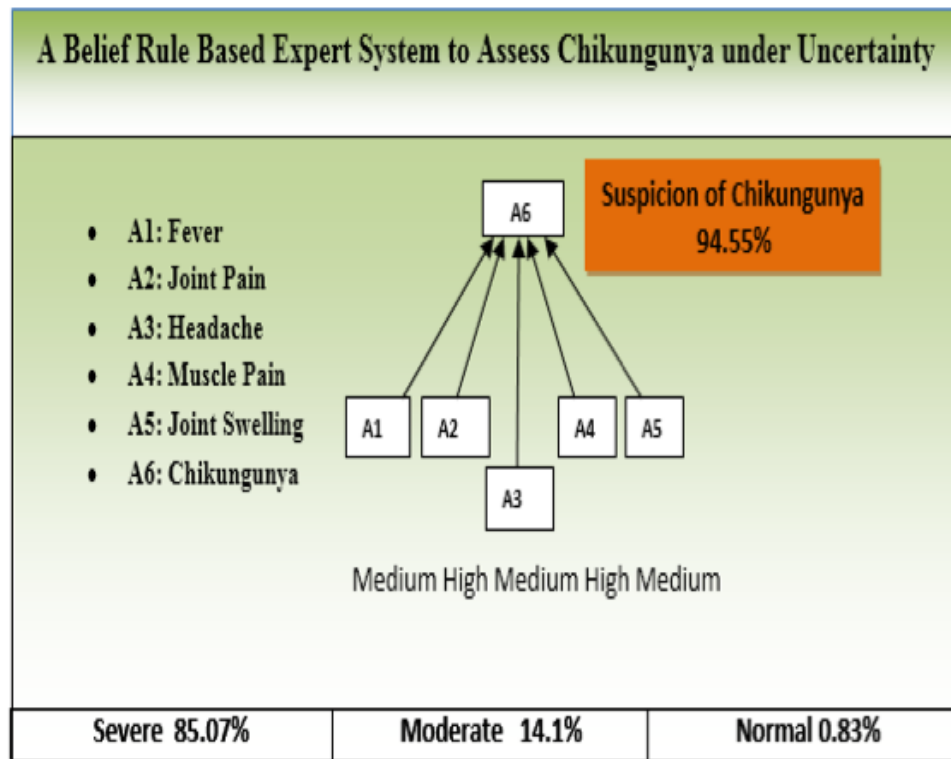 A Belief Rule Based Expert System to Assess Chikungunya under Uncertainty
• A1: Fever
• A2: Joint Pain
• A3: Headache
• A4: Muscle Pain
• A5: Joint Swelling
• A6: Chikungunya
A6
Suspicion of Chikungunya
94.55%
A1 A2 A4 A5
A3
Medium High Medium High Medium
Severe 85.07% Moderate 14.1% Normal 0.83%